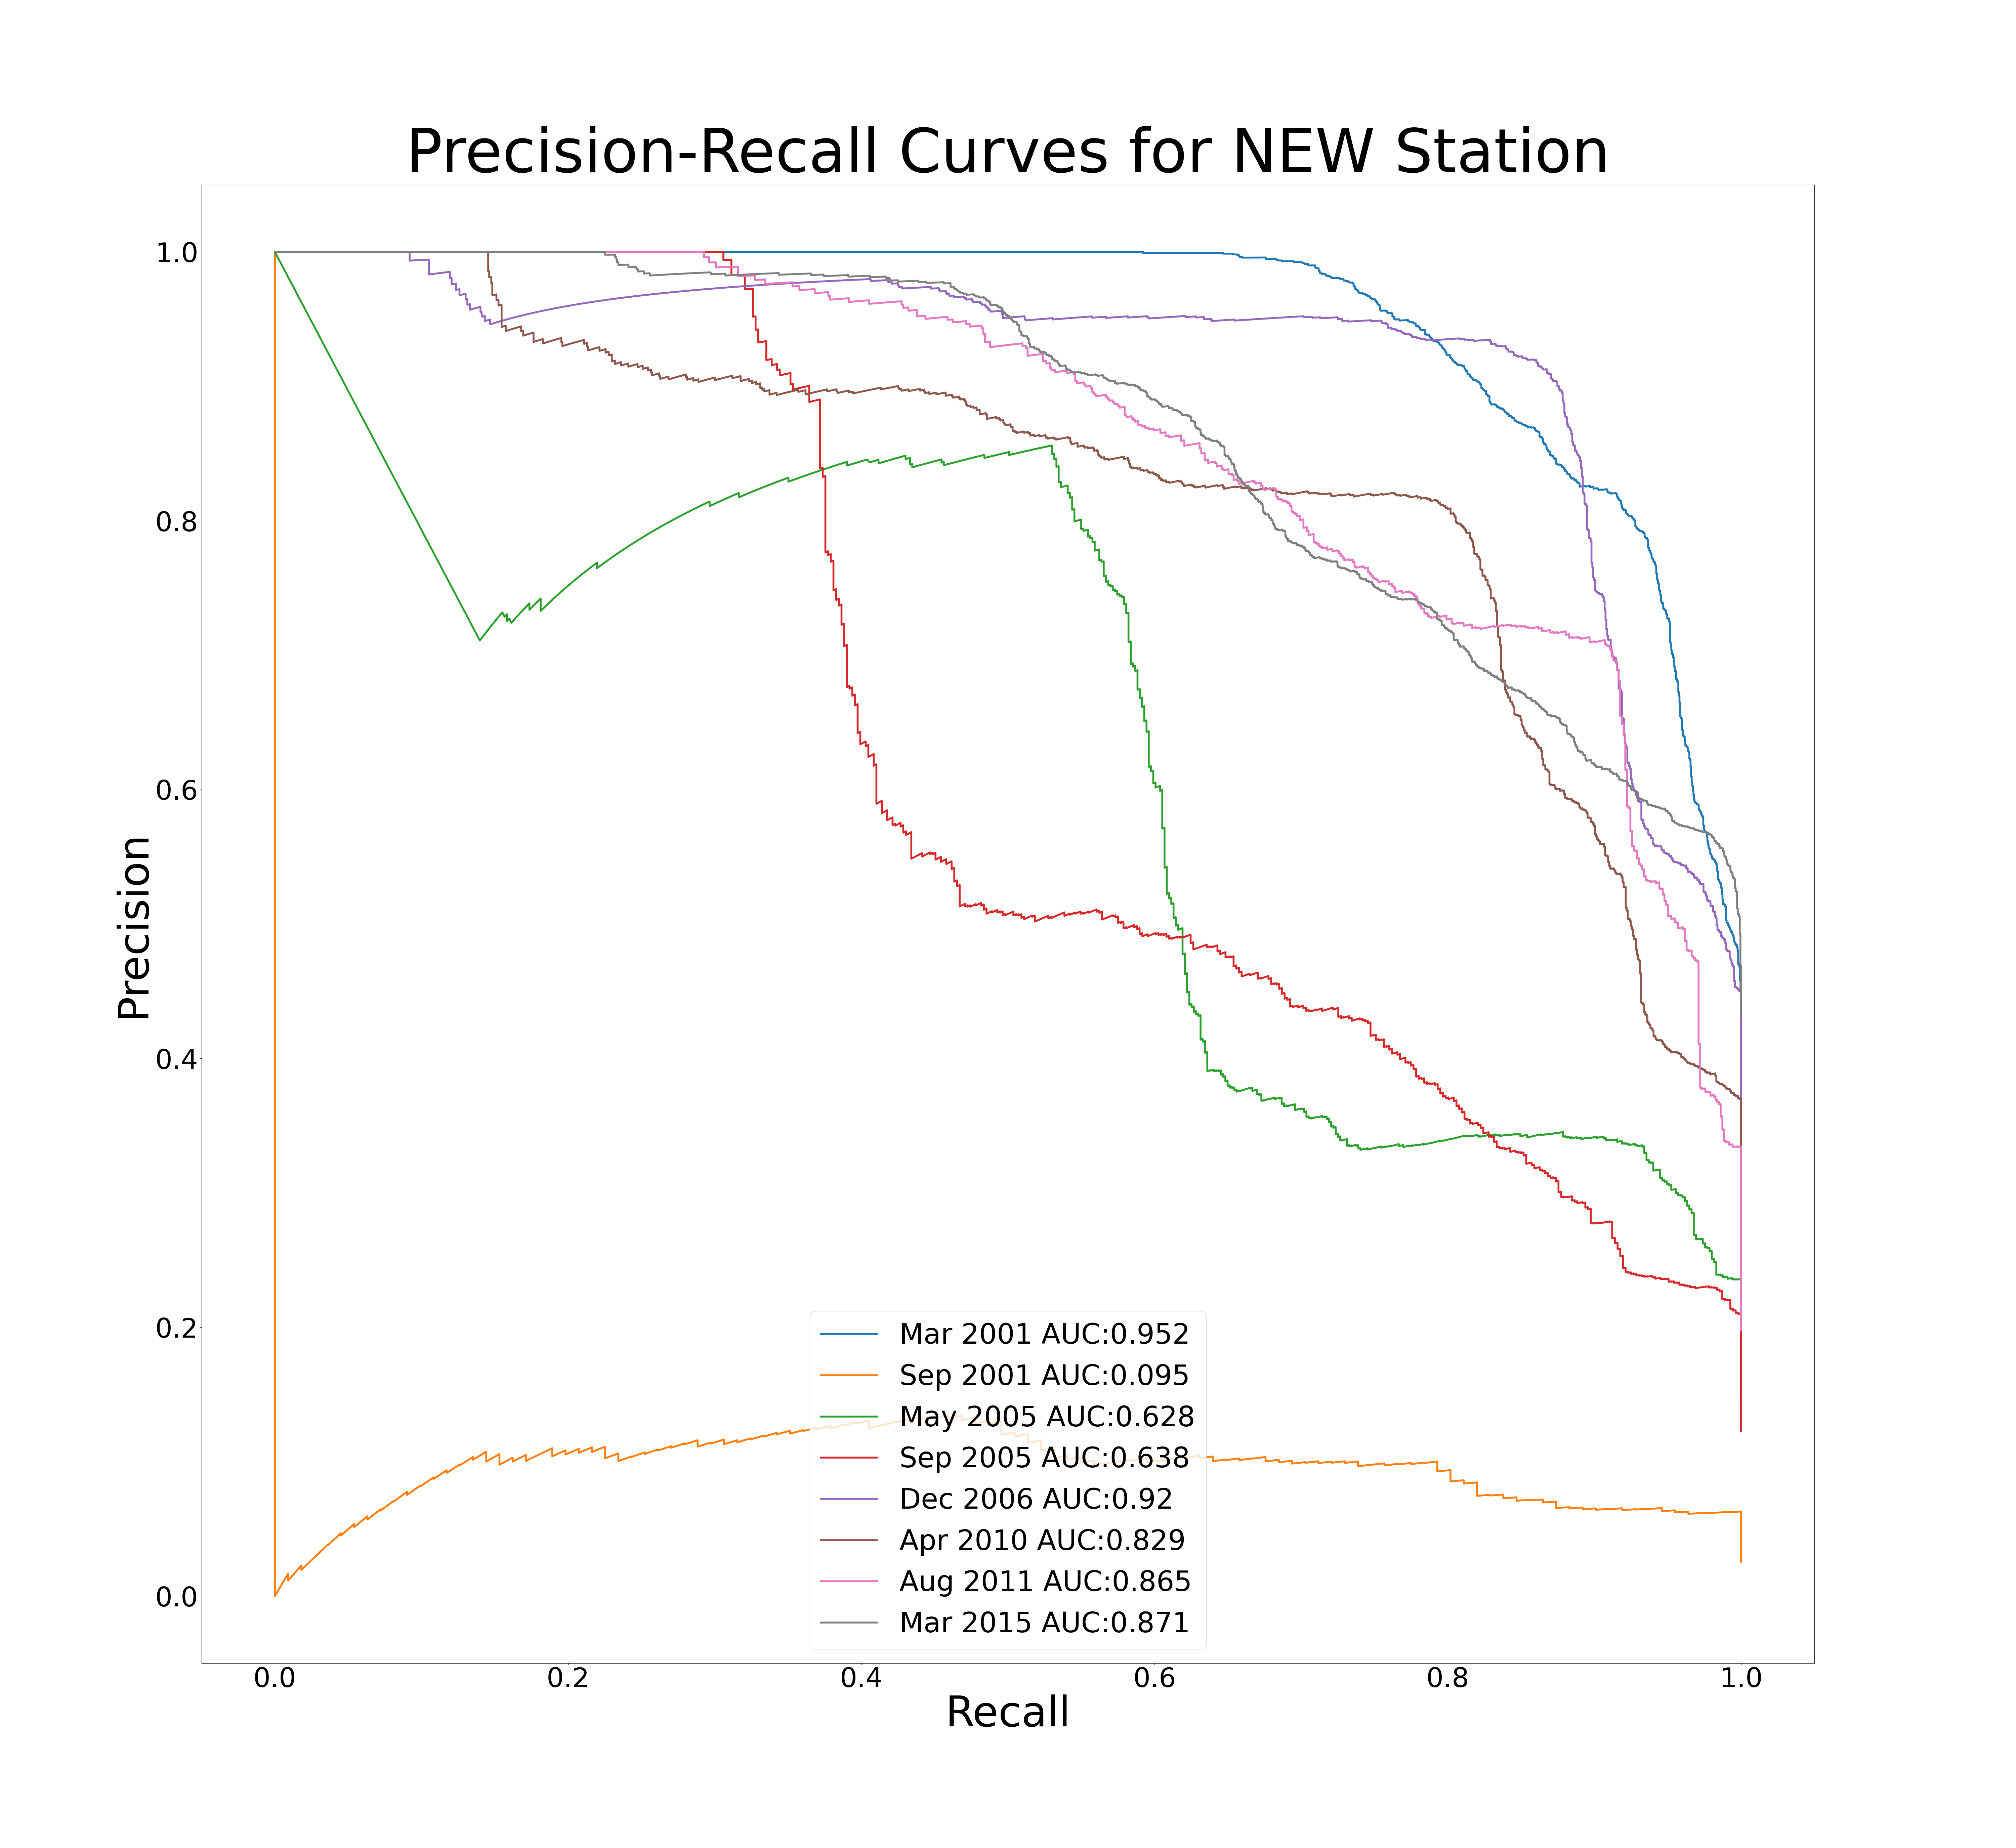 Precision-Recall Curves for NEW Station
1.0
0.8
0.6
0.4
0.2
0.0
Precision
Mar 2001 AUC:0.952
Sep 2001 AUC:0.095
May 2005 AUC:0.628
Sep 2005 AUC:0.638
Dec 2006 AUC:0.92
Apr 2010 AUC:0.829
Aug 2011 AUC:0.865
Mar 2015 AUC:0.871
0.0 0.2 0.4 0.6 0.8 1.0
Recall